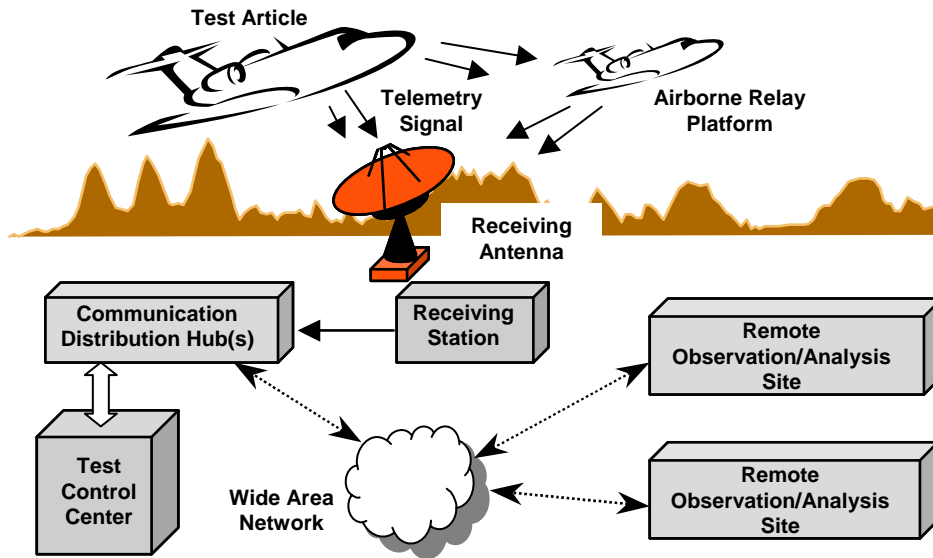 Test Article
Telemetry
Signal
Airborne Relay
Platform
Receiving
Antenna
Communication
Distribution Hub(s)
Receiving
Station
Remote
Observation/Analysis
Site
Test
Control
Center
Wide Area
Network
Remote
Observation/Analysis
Site